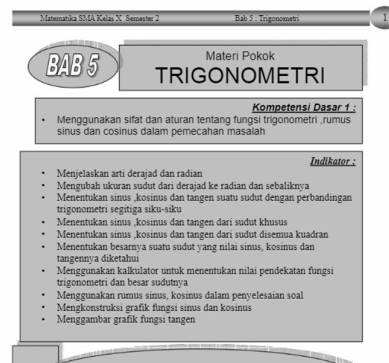 Matematika SMA Kelas X Semester 2 Bab 5 : Trigonometri 1
BAB 5
Materi Pokok
TRIGONOMETRI
Kompetensi Dasar 1 :
• Menggunakan sifat dan aturan tentang fungsi trigonometri ,rumus
sinus dan cosinus dalam pemecahan masalah
Indikator :
• Menjelaskan arti derajad dan radian
• Mengubah ukuran sudut dari derajad ke radian dan sebaliknya
• Menentukan sinus ,kosinus dan tangen suatu sudut dengan perbandingan
trigonometri segitiga siku-siku
• Menentukan sinus ,kosinus dan tangen dari sudut khusus
• Menentukan sinus ,kosinus dan tangen dari sudut disemua kuadran
• Menentukan besarnya suatu sudut yang nilai sinus, kosinus dan
tangennya diketahui
• Menggunakan kalkulator untuk menentukan nilai pendekatan fungsi
trigonometri dan besar sudutnya
• Menggunakan rumus sinus, kosinus dalam penyelesaian soal
• Mengkonstruksi grafik fungsi sinus dan kosinus
• Menggambar grafik fungsi tangen